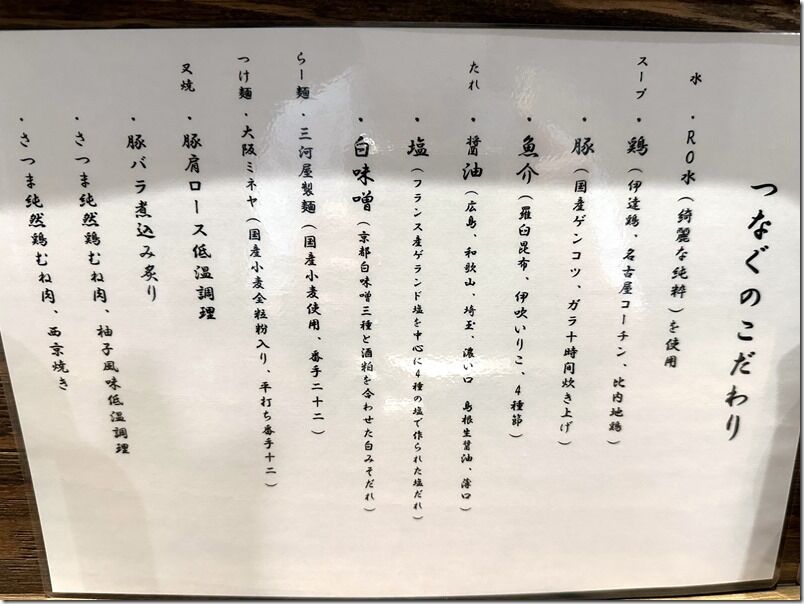 つなぐのこだわり
水 ・RO水（綺麗な純粋）を使用
スープ ・鶏（伊達鶏、名古屋コーチン、比内地鶏）
・豚（国産ゲンコツ、ガラ十時間炊き上げ）
・魚介（羅臼昆布、伊吹いりこ、4種節）
たれ ・醤油（広島、和歌山、埼玉、濃い口 島根生醤油、薄口）
・塩（フランス産ゲランド塩を中心に4種の塩で作られた塩だれ）
・白味噌（京都白味噌三種と酒粕を合わせた白みそだれ）
らー麺 ・三河屋製麺（国産小麦使用、番手二十二）
つけ麺 ・大阪ミネヤ（国産小麦全粒粉入り、平打ち番手十二）
叉焼 ・豚肩ロース低温調理
・豚バラ煮込み炙り
・さつま純然鶏むね肉、柚子風味低温調理
・さつま純然鶏むね肉、西京焼き